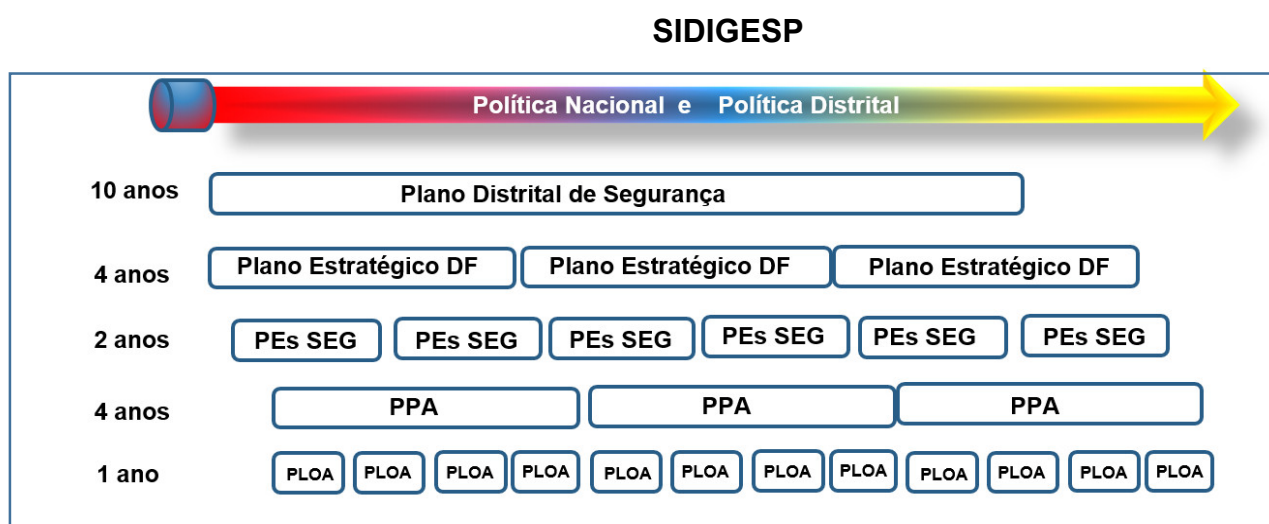 SIDIGESP
Política Nacional e Política Distrital
10 anos Plano Distrital de Segurança
4 anos Plano Estratégico DF Plano Estratégico DF Plano Estratégico DF
2 anos PEs SEG PEs SEG PEs SEG PEs SEG PEs SEG PEs SEG
4 anos PPA PPA PPA
1 ano PLOA PLOA PLOA PLOA PLOA PLOA PLOA PLOA PLOA PLOA PLOA PLOA